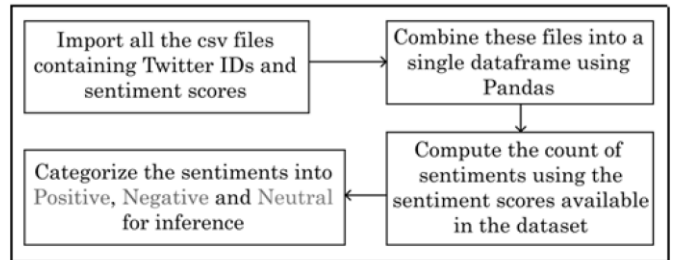 Import all the csv files
containing Twitter IDs and
sentiment scores
Combine these files into a
single dataframe using
Pandas
Compute the count of
sentiments using the
sentiment scores available
in the dataset
Categorize the sentiments into
Positive, Negative and Neutral
for inference